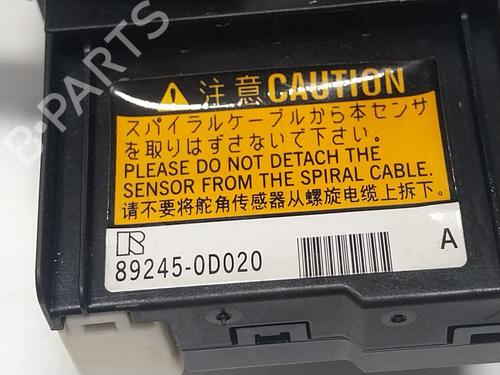 B-PARTS
注意 CAUTION
スパイラルケーブルから本センサ
を取りはずさないで下さい。
PLEASE DO NOT DETACH THE
SENSOR FROM THE SPIRAL CABLE.
请不要将舵角传感器从螺旋电缆上拆下.
R
89245-0D020
A